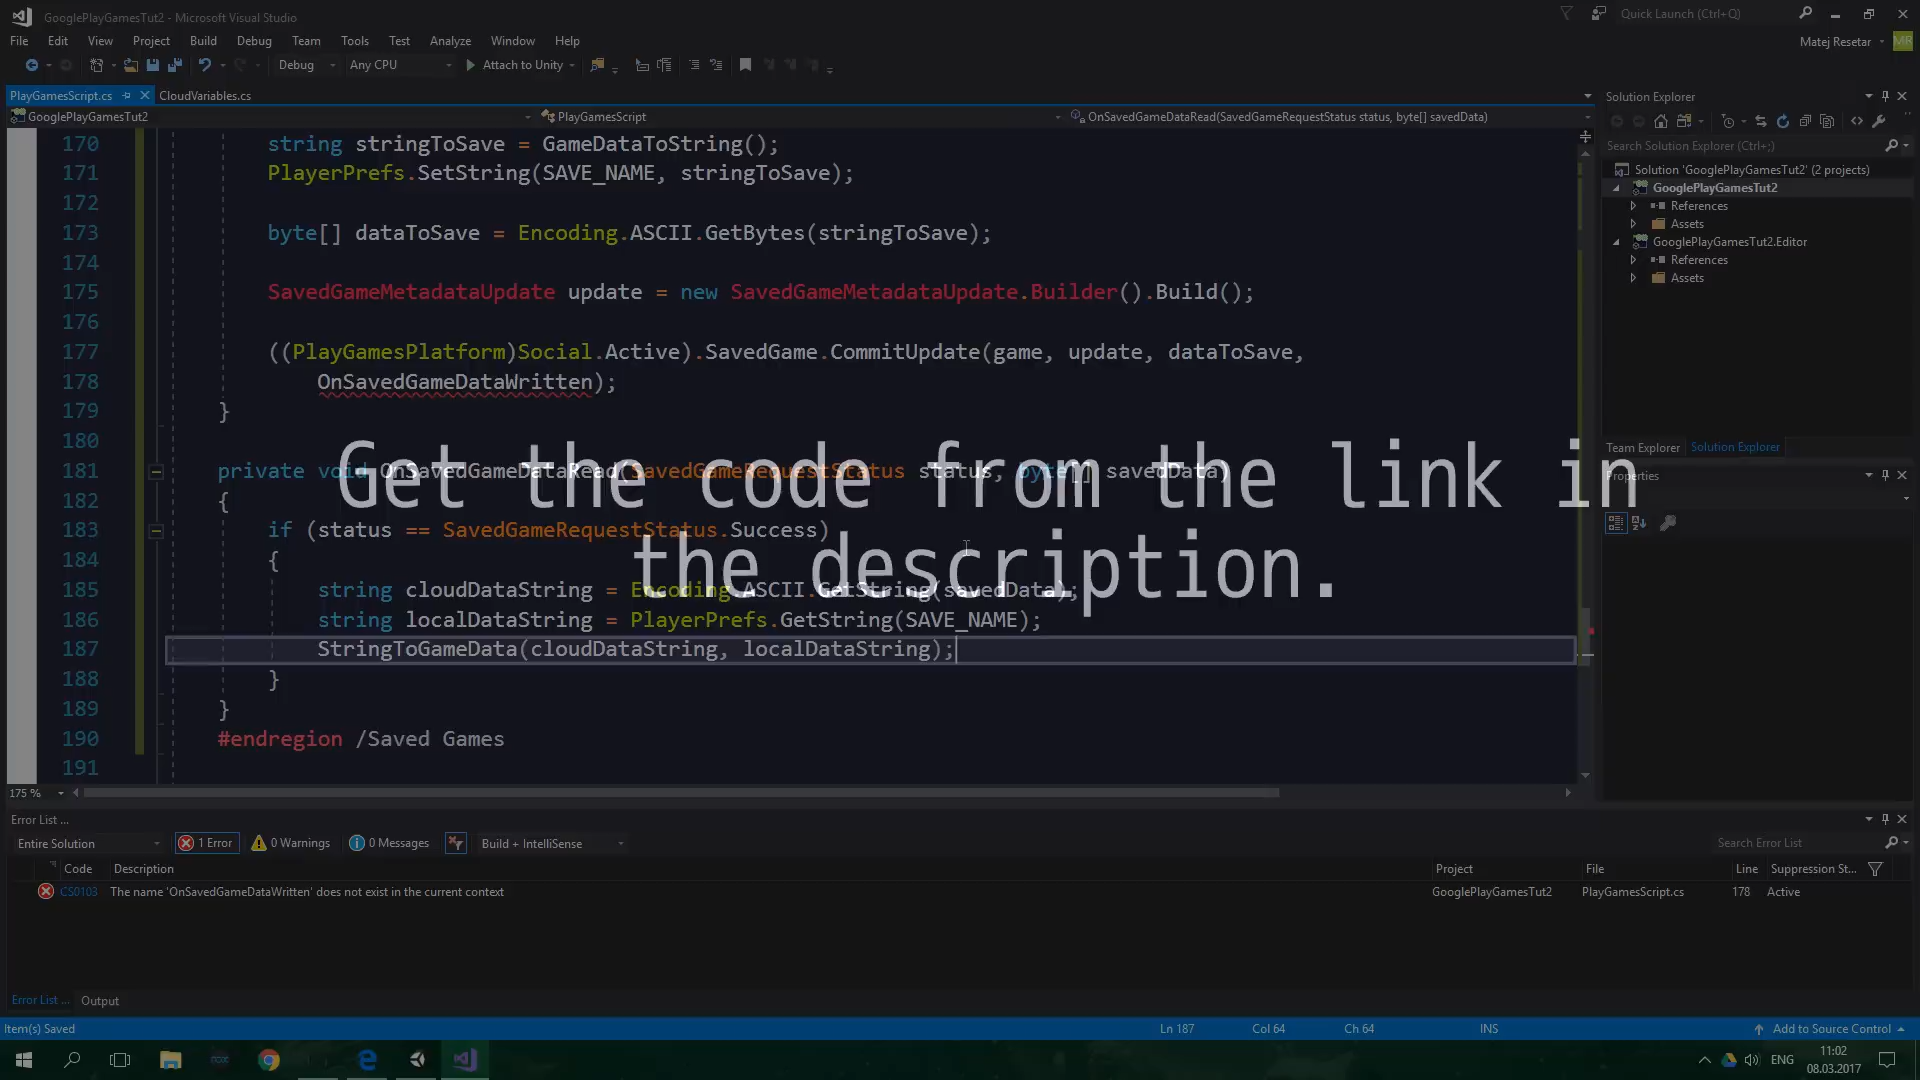 GooglePlayGamesTut2 - Microsoft Visual Studio
Quick Launch (Ctrl+Q)
File Edit View Project Build Debug Team Tools Test Analyze Window Help
Matej Resetar MR
Debug Any CPU Attach to Unity
PlayGamesScript.cs CloudVariables.cs
GooglePlayGamesTut2 PlayGamesScript OnSavedGameDataRead(SavedGameRequestStatus status, byte[] savedData)
170 string stringToSave = GameDataToString();
171 PlayerPrefs.SetString(SAVE_NAME, stringToSave);
172
173 byte[] dataToSave = Encoding.ASCII.GetBytes(stringToSave);
174
175 SavedGameMetadataUpdate update = new SavedGameMetadataUpdate.Builder().Build();
176
177 ((PlayGamesPlatform)Social.Active).SavedGame.CommitUpdate(game, update, dataToSave,
178 OnSavedGameDataWritten);
179 }
180
181 private void OnSavedGameDataRead(SavedGameRequestStatus status, byte[] savedData)
182 {
183 if (status == SavedGameRequestStatus.Success)
184 {
185 string cloudDataString = Encoding.ASCII.GetString(savedData);
186 string localDataString = PlayerPrefs.GetString(SAVE_NAME);
187 StringToGameData(cloudDataString, localDataString);
188 }
189 }
190 #endregion /Saved Games
191
Get the code from the link in
the description.
175 %
Solution Explorer
Search Solution Explorer (Ctrl+;)
Solution 'GooglePlayGamesTut2' (2 projects)
GooglePlayGamesTut2
References
Assets
GooglePlayGamesTut2.Editor
References
Assets
Team Explorer Solution Explorer
Properties
Error List ...
Entire Solution 1 Error 0 Warnings 0 Messages Build + IntelliSense Search Error List
Code Description Project File Line Suppression St...
CS0103 The name 'OnSavedGameDataWritten' does not exist in the current context GooglePlayGamesTut2 PlayGamesScript.cs 178 Active
Error List ... Output
Item(s) Saved Ln 187 Col 64 Ch 64 INS Add to Source Control
ENG 11:02
08.03.2017